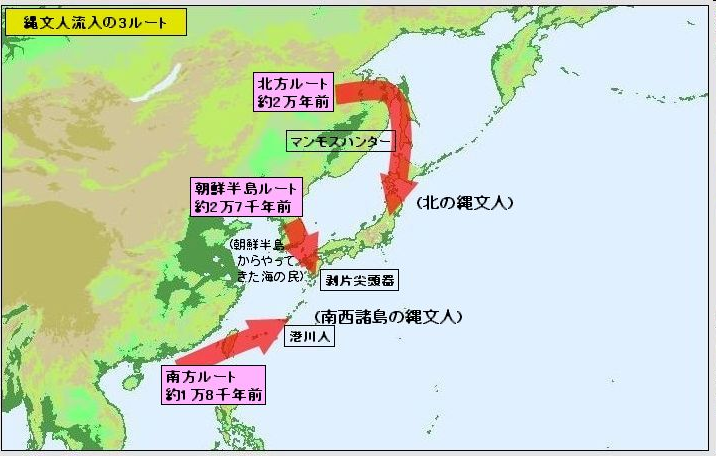 縄文人流入の3ルート
北方ルート
約2万年前
マンモスハンター
朝鮮半島ルート
約2万7千年前
(北の縄文人)
(朝鮮半島
からやって
きた海の民)
剥片尖頭器
(南西諸島の縄文人)
港川人
南方ルート
約1万8千年前